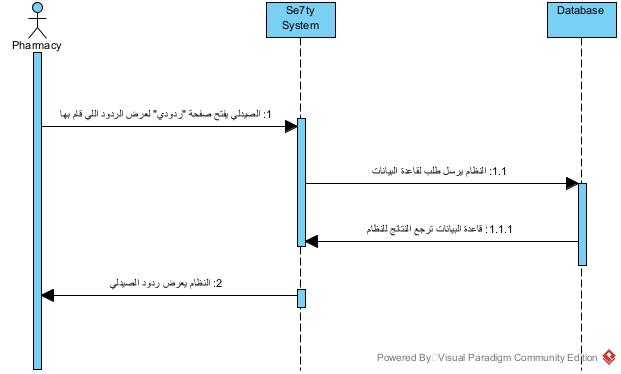 Pharmacy
Se7ty
System
Database
1: الصيدلي يفتح صفحة "ردودي" لعرض الردود اللي قام بها
1.1: النظام يرسل طلب لقاعدة البيانات
1.1.1: قاعدة البيانات ترجع النتائج للنظام
2: النظام يعرض ردود الصيدلي
Powered By Visual Paradigm Community Edition